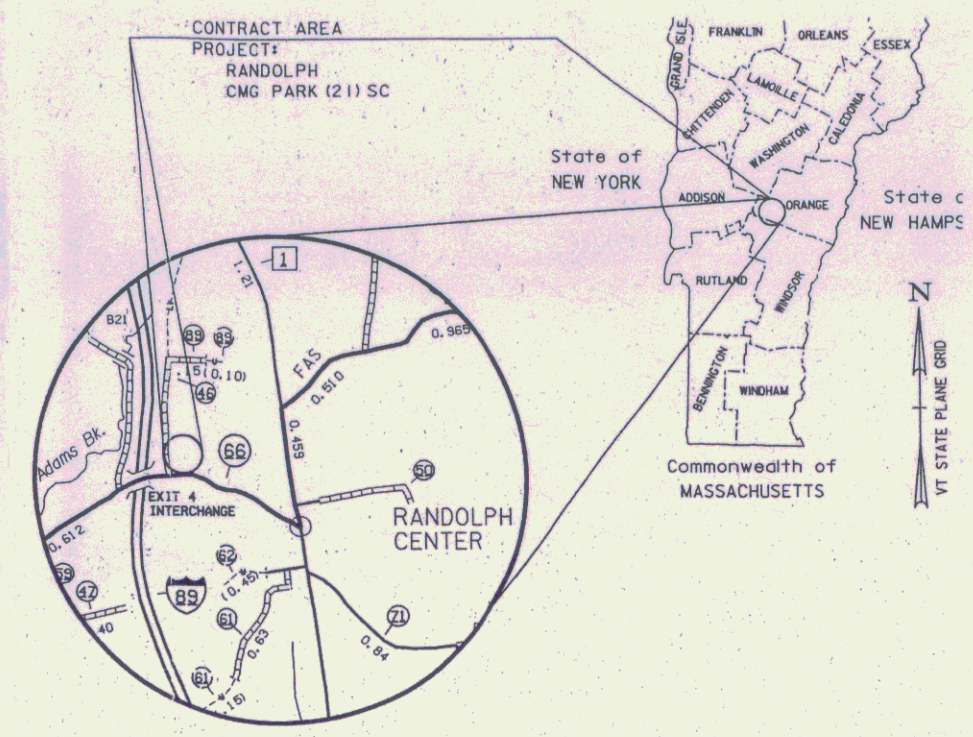 CONTRACT AREA
PROJECT:
RANDOLPH
CMG PARK (21) SC
GRAND ISLE
FRANKLIN
ORLEANS
ESSEX
LAMOILLE
CHITTENDEN
CALEDONIA
WASHINGTON
State of
NEW YORK
ADDISON
ORANGE
State
NEW HAMPS
RUTLAND
WINDSOR
BENNINGTON
WINDHAM
Commonwealth of
MASSACHUSETTS
N
VT STATE PLANE GRID
1
1.21
B21
89
89
.15
(0.10)
46
FAS
0.965
0.510
0.459
Adams Bk.
66
50
EXIT 4
INTERCHANGE
RANDOLPH
CENTER
0.612
59
47
40
89
62
(0.45)
61
0.63
71
0.84
61
.15)